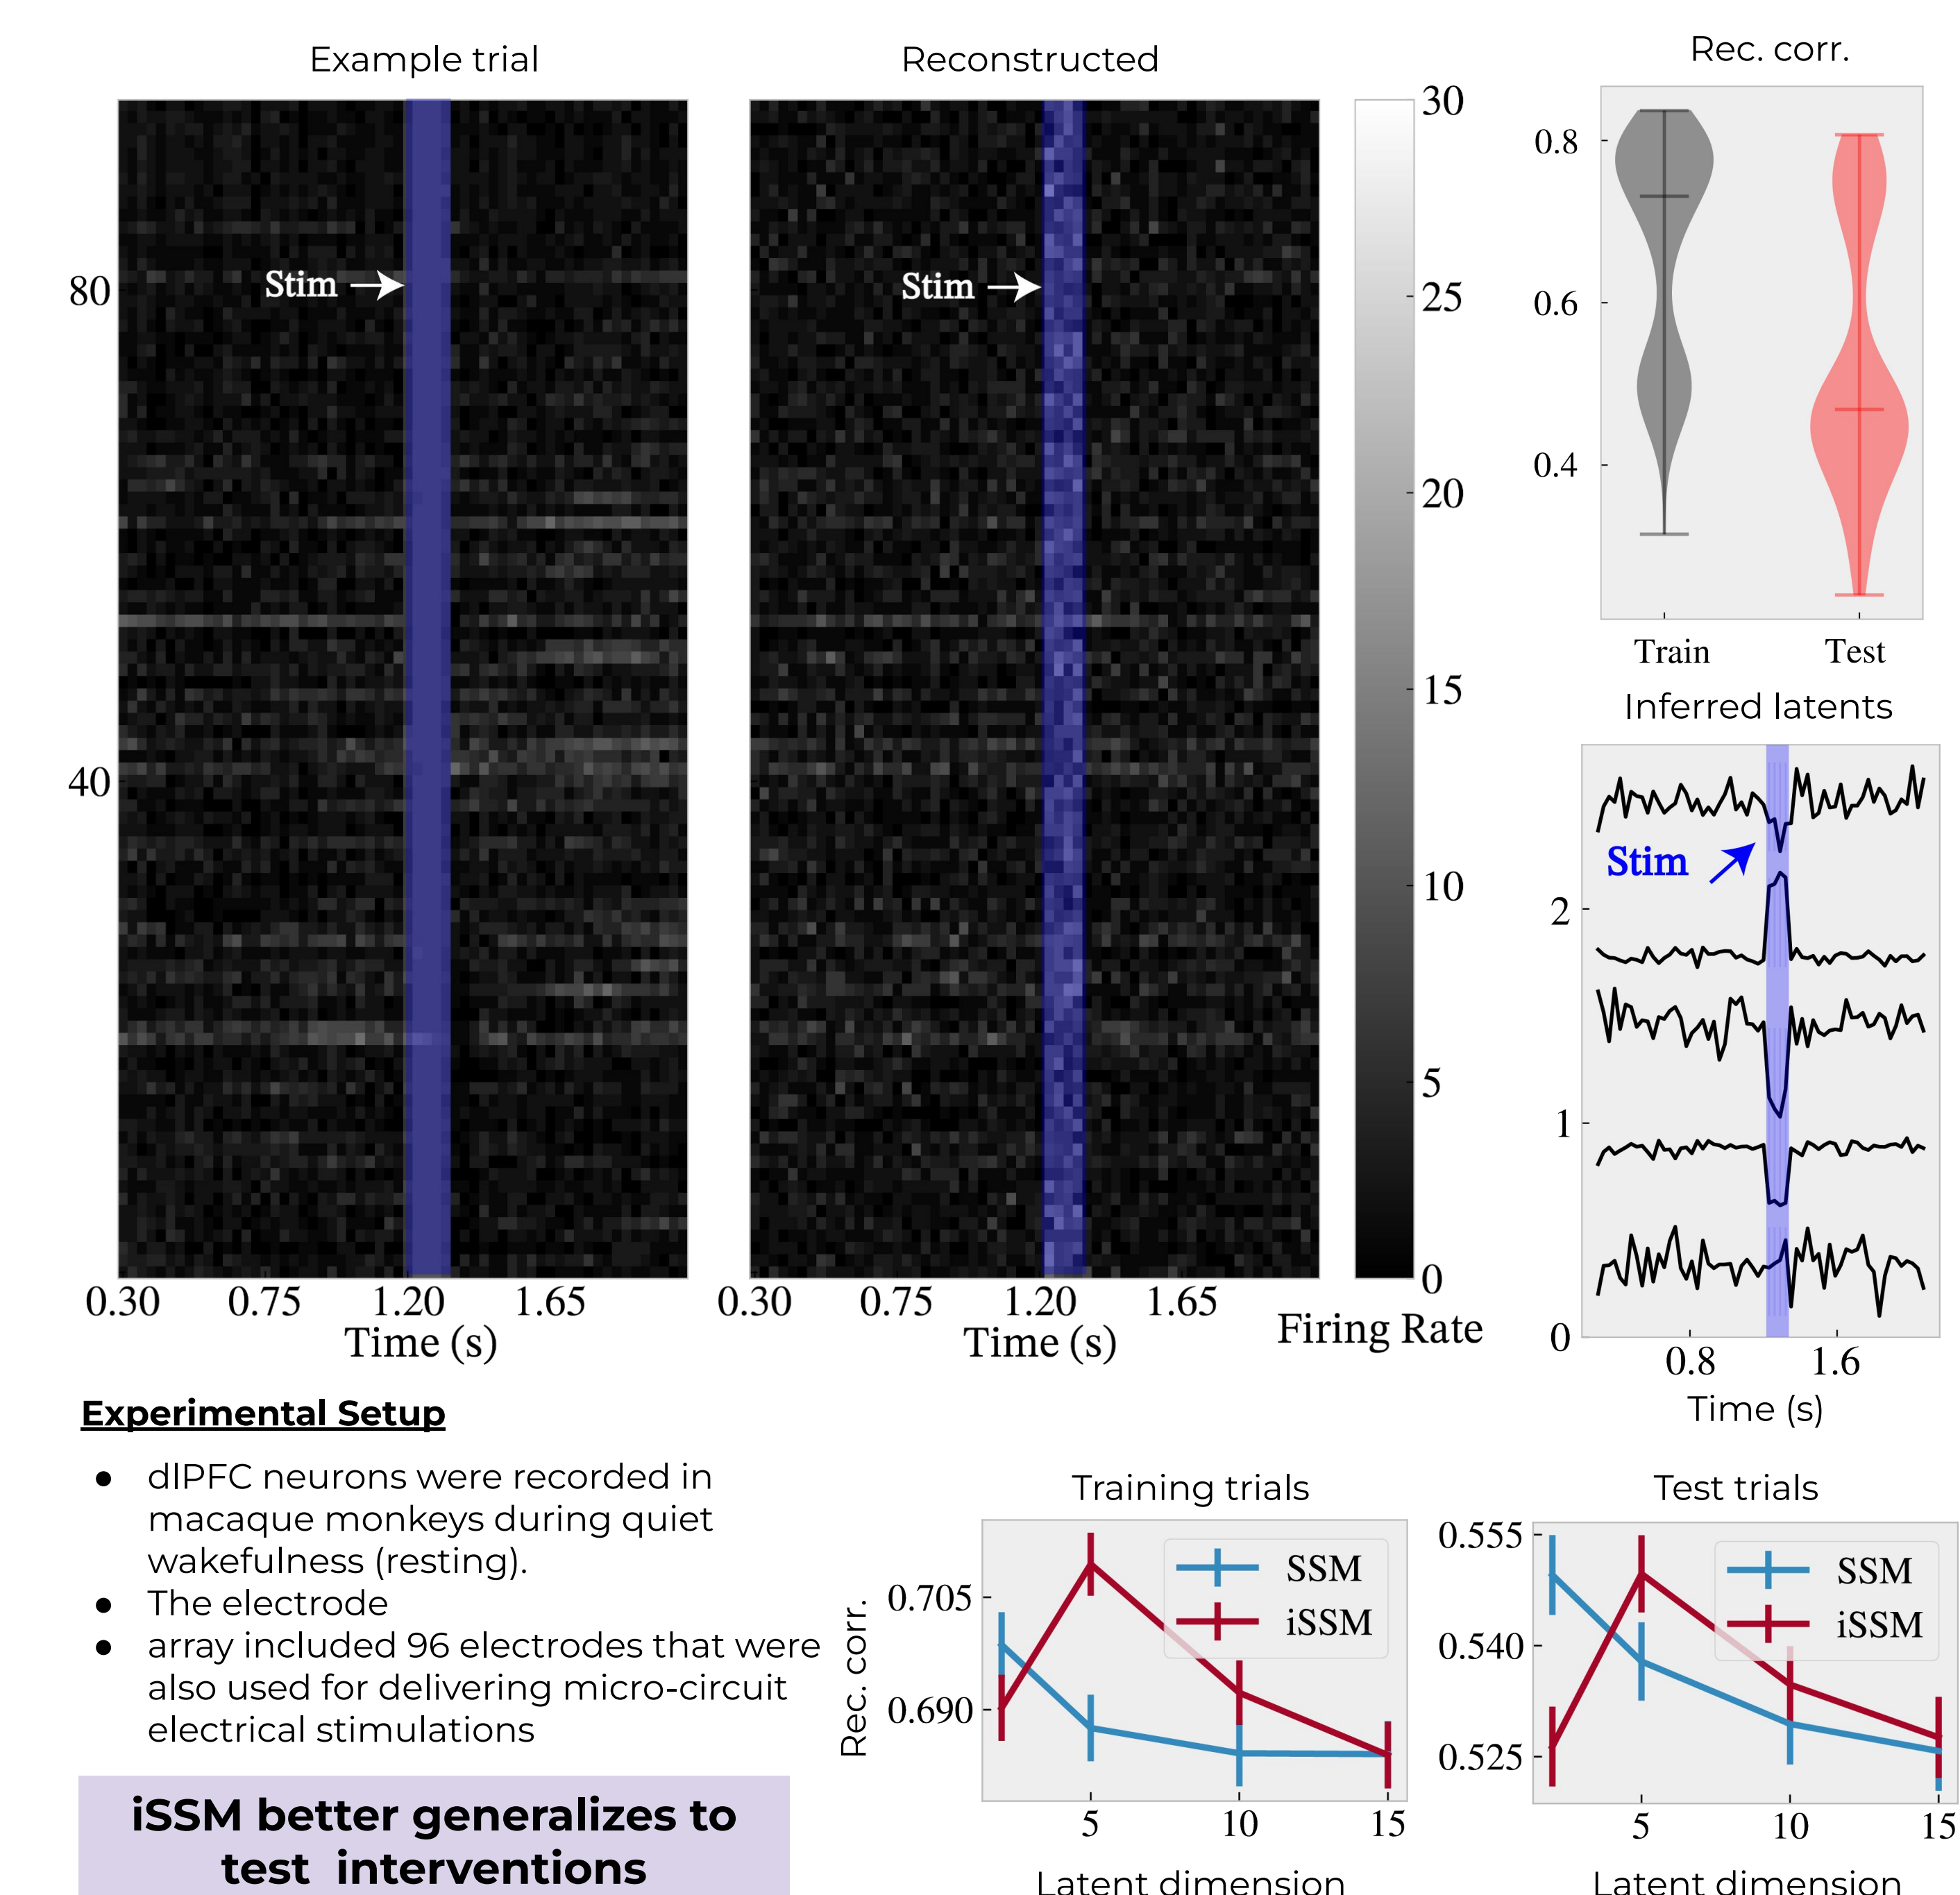 Example trial
Reconstructed
Rec. corr.
80
40
Stim
Stim
0.30 0.75 1.20 1.65
Time (s)
0.30 0.75 1.20 1.65
Time (s)
30
25
20
15
10
5
0
Firing Rate
0.8
0.6
0.4
Train Test
Inferred latents
Stim
2
1
0
0.8 1.6
Time (s)
Experimental Setup
● dlPFC neurons were recorded in
macaque monkeys during quiet
wakefulness (resting).
● The electrode
● array included 96 electrodes that were
also used for delivering micro-circuit
electrical stimulations
iSSM better generalizes to
test interventions
Training trials
Rec. corr.
0.705
0.690
SSM
iSSM
5 10 15
Latent dimension
Test trials
0.555
0.540
0.525
SSM
iSSM
5 10 15
Latent dimension